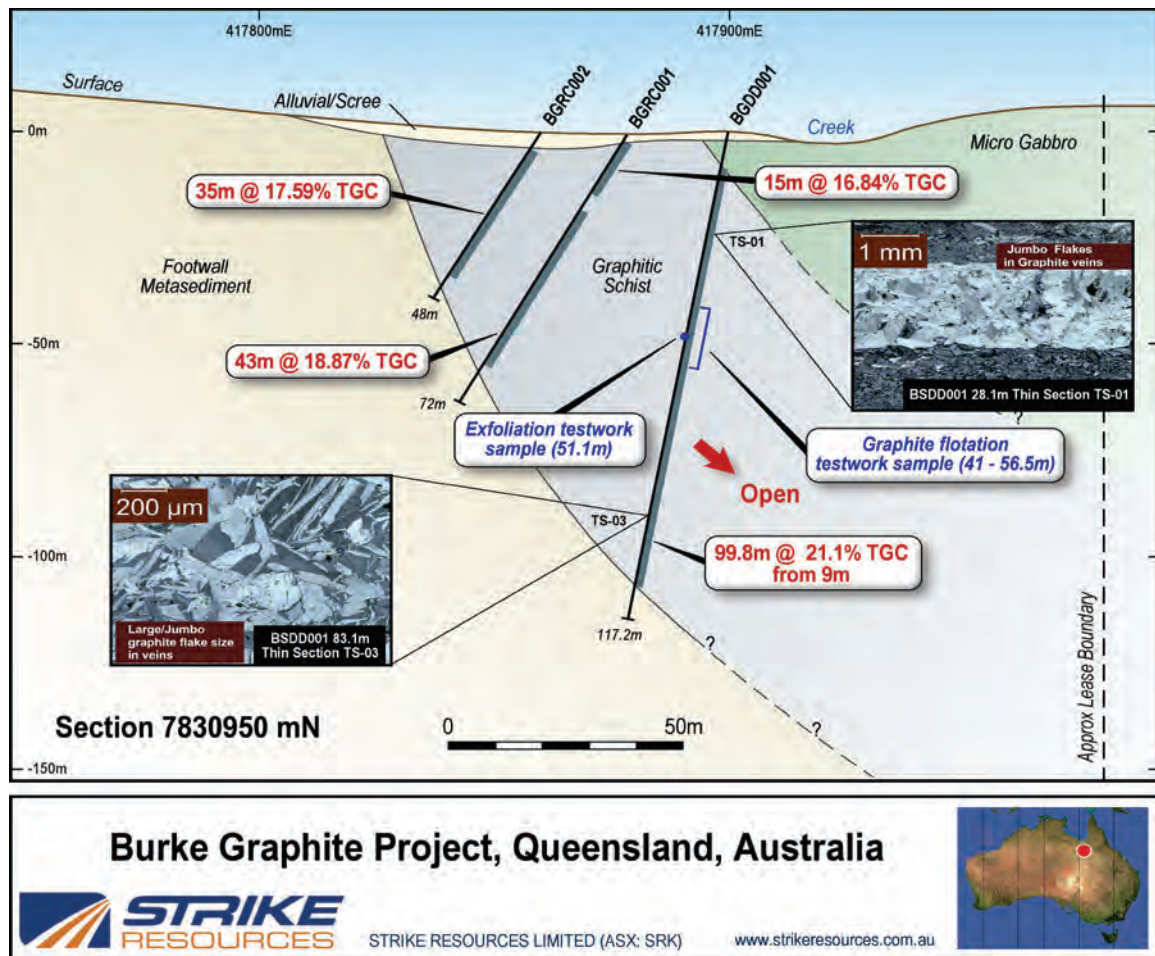 417800mE
417900mE
Surface
Alluvial/Scree
BGRC002
BGRC001
BGDD001
Creek
Micro Gabbro
0m
35m @ 17.59% TGC
15m @ 16.84% TGC
TS-01
1 mm
Jumbo Flakes
in Graphite veins
BSDD001 28.1m Thin Section TS-01
Footwall
Metasediment
Graphitic
Schist
48m
-50m
43m @ 18.87% TGC
72m
Exfoliation testwork
sample (51.1m)
Graphite flotation
testwork sample (41 - 56.5m)
?
Open
200 µm
Large/Jumbo
graphite flake size
in veins
BSDD001 83.1m
Thin Section TS-03
TS-03
-100m
99.8m @ 21.1% TGC
from 9m
117.2m
?
?
Approx Lease Boundary
Section 7830950 mN
0
50m
-150m
Burke Graphite Project, Queensland, Australia
STRIKE
RESOURCES
STRIKE RESOURCES LIMITED (ASX: SRK)
www.strikeresources.com.au